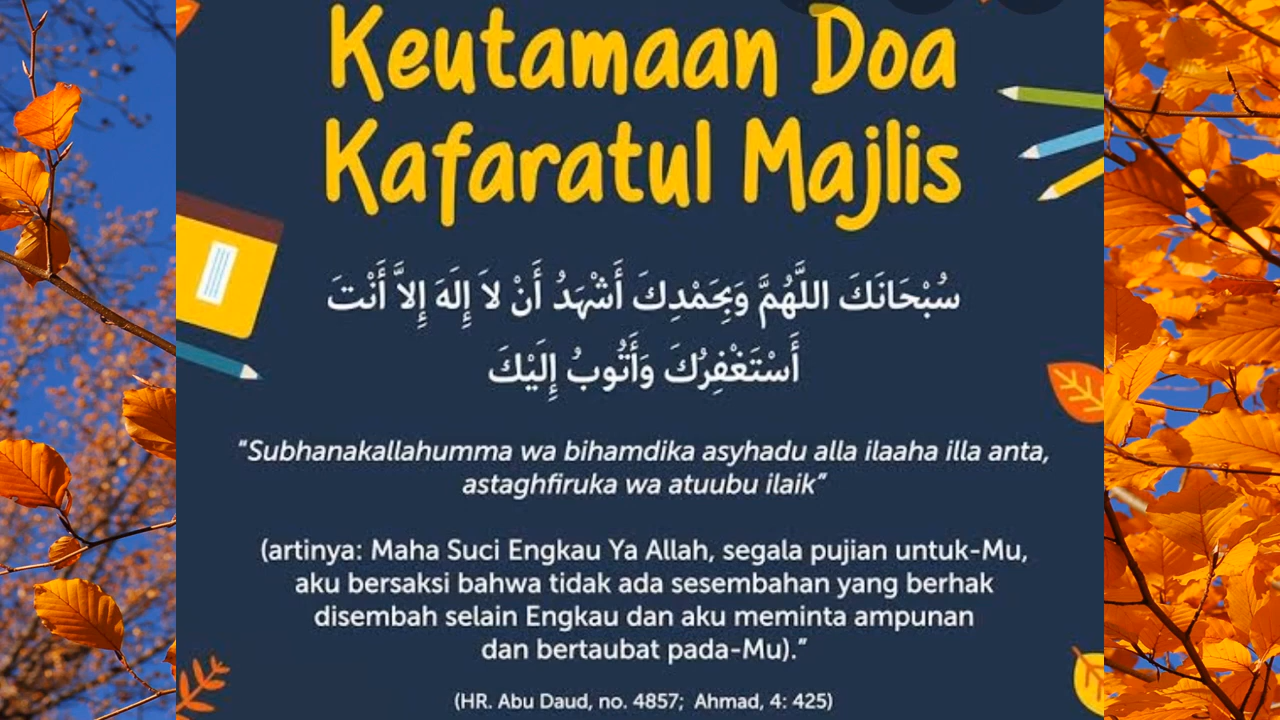 Keutamaan Doa
Kafaratul Majlis
سُبْحَانَكَ اللَّهُمَّ وَبِحَمْدِكَ أَشْهَدُ أَنْ لاَ إِلَهَ إِلاَّ أَنْتَ
أَسْتَغْفِرُكَ وَأَتُوبُ إِلَيْكَ
“Subhanakallahumma wa bihamdika asyhadu alla ilaaha illa anta,
astaghfiruka wa atuubu ilaik”
(artinya: Maha Suci Engkau Ya Allah, segala pujian untuk-Mu,
aku bersaksi bahwa tidak ada sesembahan yang berhak
disembah selain Engkau dan aku meminta ampunan
dan bertaubat pada-Mu).”
(HR. Abu Daud, no. 4857; Ahmad, 4: 425)